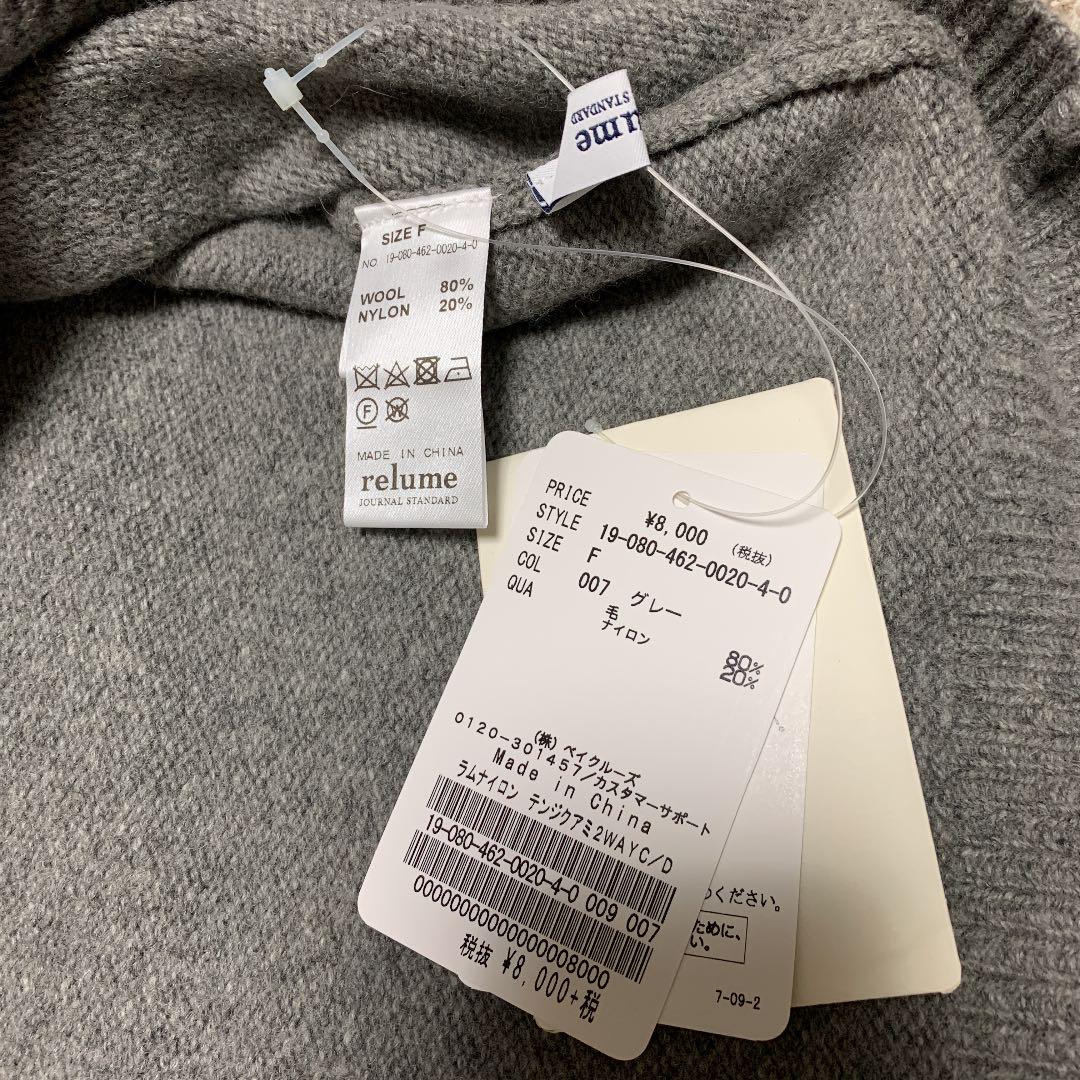 ume
STANDARD
SIZE F
NO. 19-080-462-0020-4-0
WOOL 80%
NYLON 20%
F
W
MADE IN CHINA
relume
JOURNAL STANDARD
PRICE ¥8,000 (税抜)
STYLE 19-080-462-0020-4-0
SIZE F
COL 007 グレー
QUA 毛 80%
ナイロン 20%
(株)ベイクルーズ
0120-301457/カスタマーサポート
Made in China
ラムナイロン テンジクアミ2WAYC/D
19-080-462-0020-4-0 009 007
0000000000000008000
税抜 ¥8,000+税
ください。
ために、
い。
7-09-2